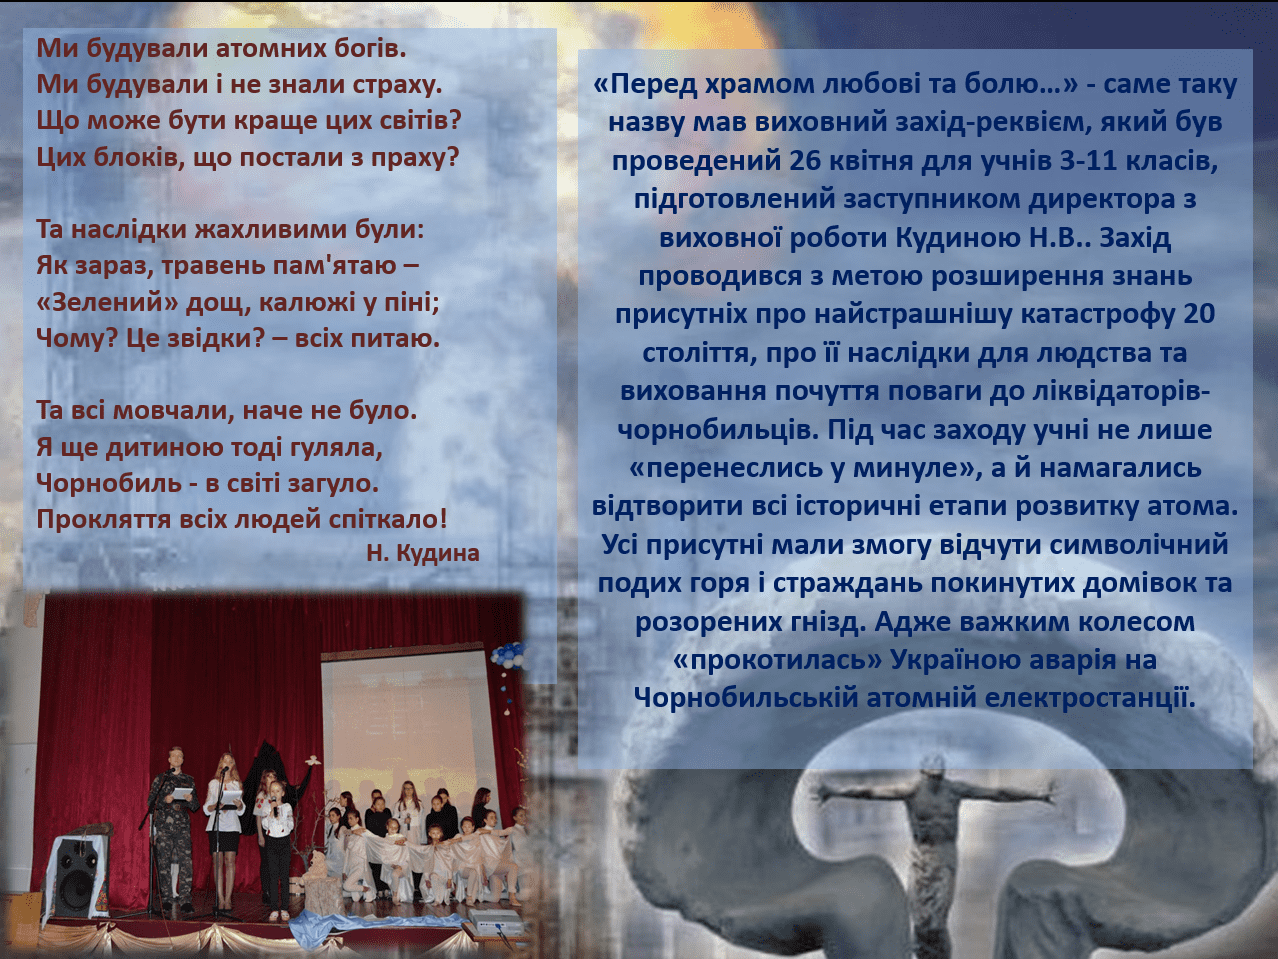 Ми будували атомних богів.
Ми будували і не знали страху.
Що може бути краще цих світів?
Цих блоків, що постали з праху?
Та наслідки жахливими були:
Як зараз, травень пам'ятаю –
«Зелений» дощ, калюжі у піні;
Чому? Це звідки? – всіх питаю.
Та всі мовчали, наче не було.
Я ще дитиною тоді гуляла,
Чорнобиль - в світі загуло.
Прокляття всіх людей спіткало!
Н. Кудина
«Перед храмом любові та болю…» - саме таку
назву мав виховний захід-реквієм, який був
проведений 26 квітня для учнів 3-11 класів,
підготовлений заступником директора з
виховної роботи Кудиною Н.В.. Захід
проводився з метою розширення знань
присутніх про найстрашнішу катастрофу 20
століття, про її наслідки для людства та
виховання почуття поваги до ліквідаторів-
чорнобильців. Під час заходу учні не лише
«перенеслись у минуле», а й намагались
відтворити всі історичні етапи розвитку атома.
Усі присутні мали змогу відчути символічний
подих горя і страждань покинутих домівок та
розорених гнізд. Адже важким колесом
«прокотилась» Україною аварія на
Чорнобильській атомній електростанції.